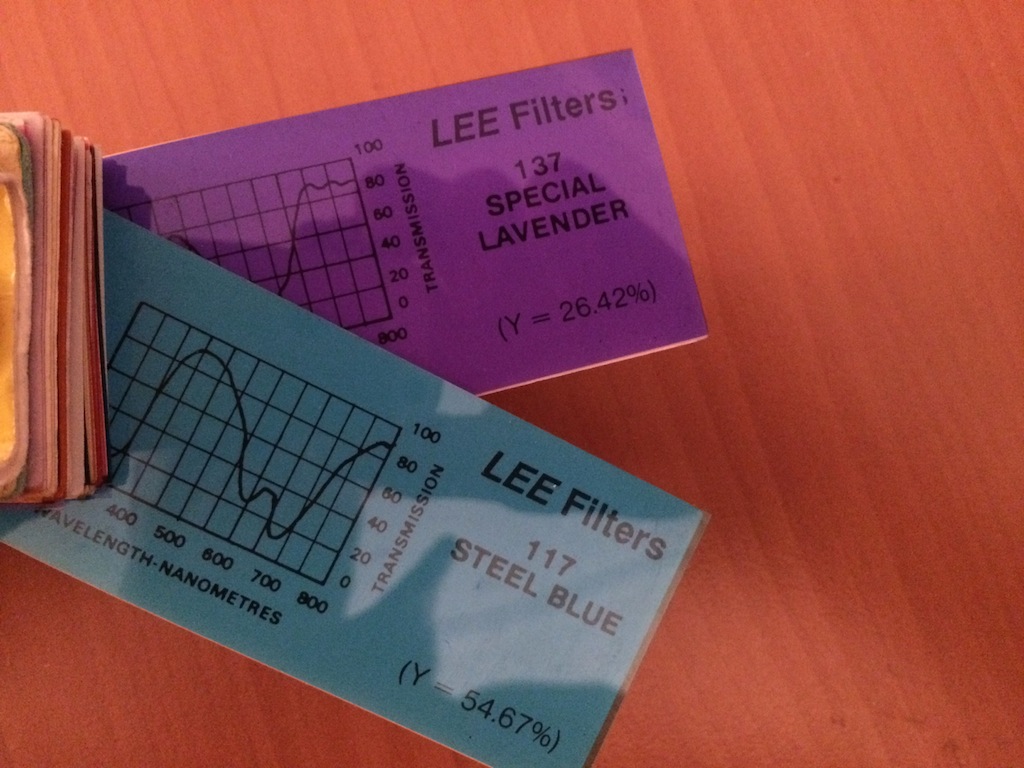 LEE Filters
137
SPECIAL
LAVENDER
(Y = 26.42%)
100
80
60
40
20
0
TRANSMISSION
800
LEE Filters
117
STEEL BLUE
(Y = 54.67%)
100
80
60
40
20
0
TRANSMISSION
400 500 600 700 800
WAVELENGTH-NANOMETRES